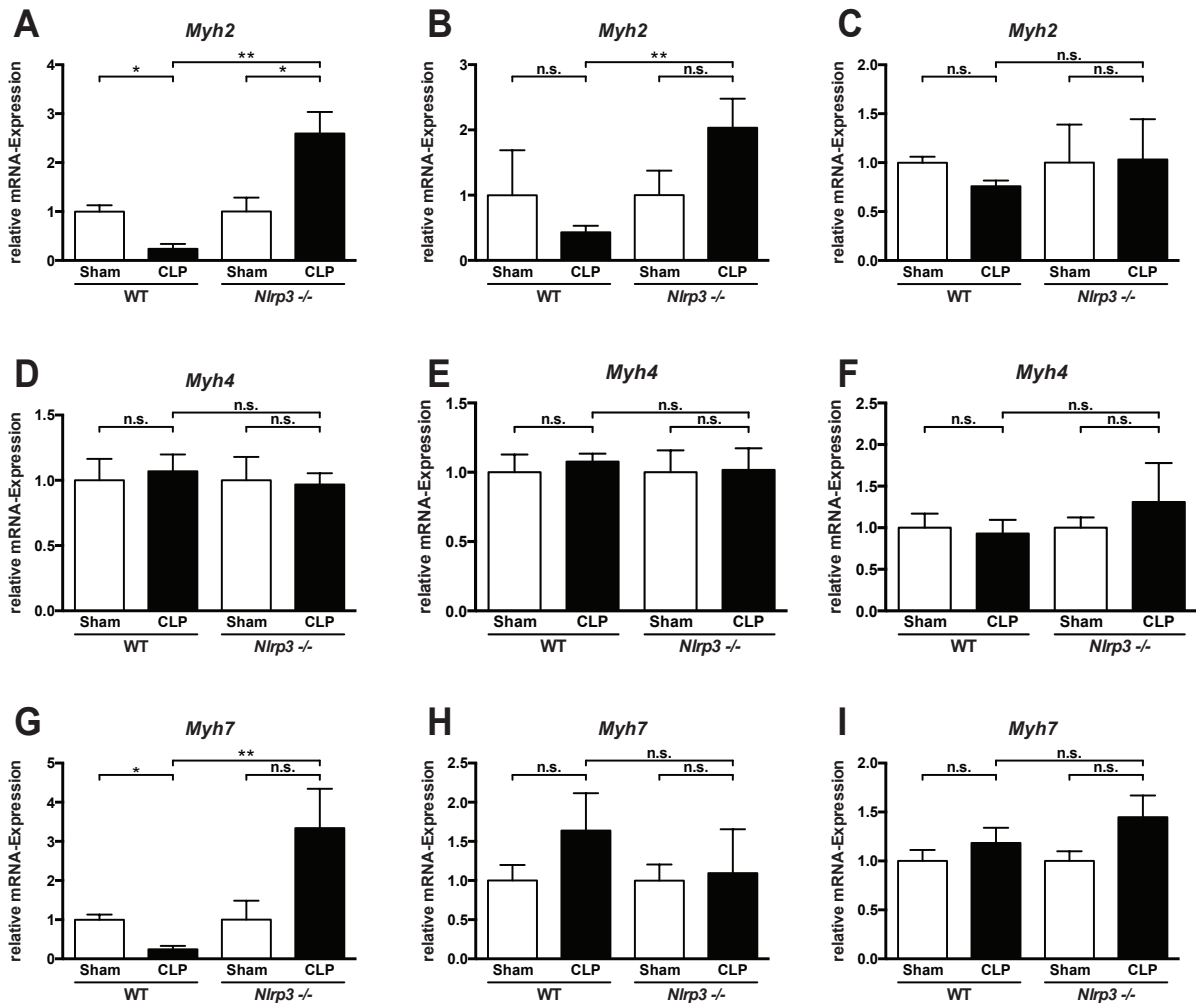 A
Myh2
relative mRNA-Expression
4
3
2
1
0
*
**
*
Sham CLP Sham CLP
WT Nlrp3 -/-
B
Myh2
relative mRNA-Expression
3
2
1
0
n.s.
**
n.s.
Sham CLP Sham CLP
WT Nlrp3 -/-
C
Myh2
relative mRNA-Expression
2.0
1.5
1.0
0.5
0.0
n.s.
n.s.
n.s.
Sham CLP Sham CLP
WT Nlrp3 -/-
D
Myh4
relative mRNA-Expression
1.5
1.0
0.5
0.0
n.s.
n.s.
n.s.
Sham CLP Sham CLP
WT Nlrp3 -/-
E
Myh4
relative mRNA-Expression
1.5
1.0
0.5
0.0
n.s.
n.s.
n.s.
Sham CLP Sham CLP
WT Nlrp3 -/-
F
Myh4
relative mRNA-Expression
2.5
2.0
1.5
1.0
0.5
0.0
n.s.
n.s.
n.s.
Sham CLP Sham CLP
WT Nlrp3 -/-
G
Myh7
relative mRNA-Expression
5
4
3
2
1
0
*
**
n.s.
Sham CLP Sham CLP
WT Nlrp3 -/-
H
Myh7
relative mRNA-Expression
2.5
2.0
1.5
1.0
0.5
0.0
n.s.
n.s.
n.s.
Sham CLP Sham CLP
WT Nlrp3 -/-
I
Myh7
relative mRNA-Expression
2.0
1.5
1.0
0.5
0.0
n.s.
n.s.
n.s.
Sham CLP Sham CLP
WT Nlrp3 -/-